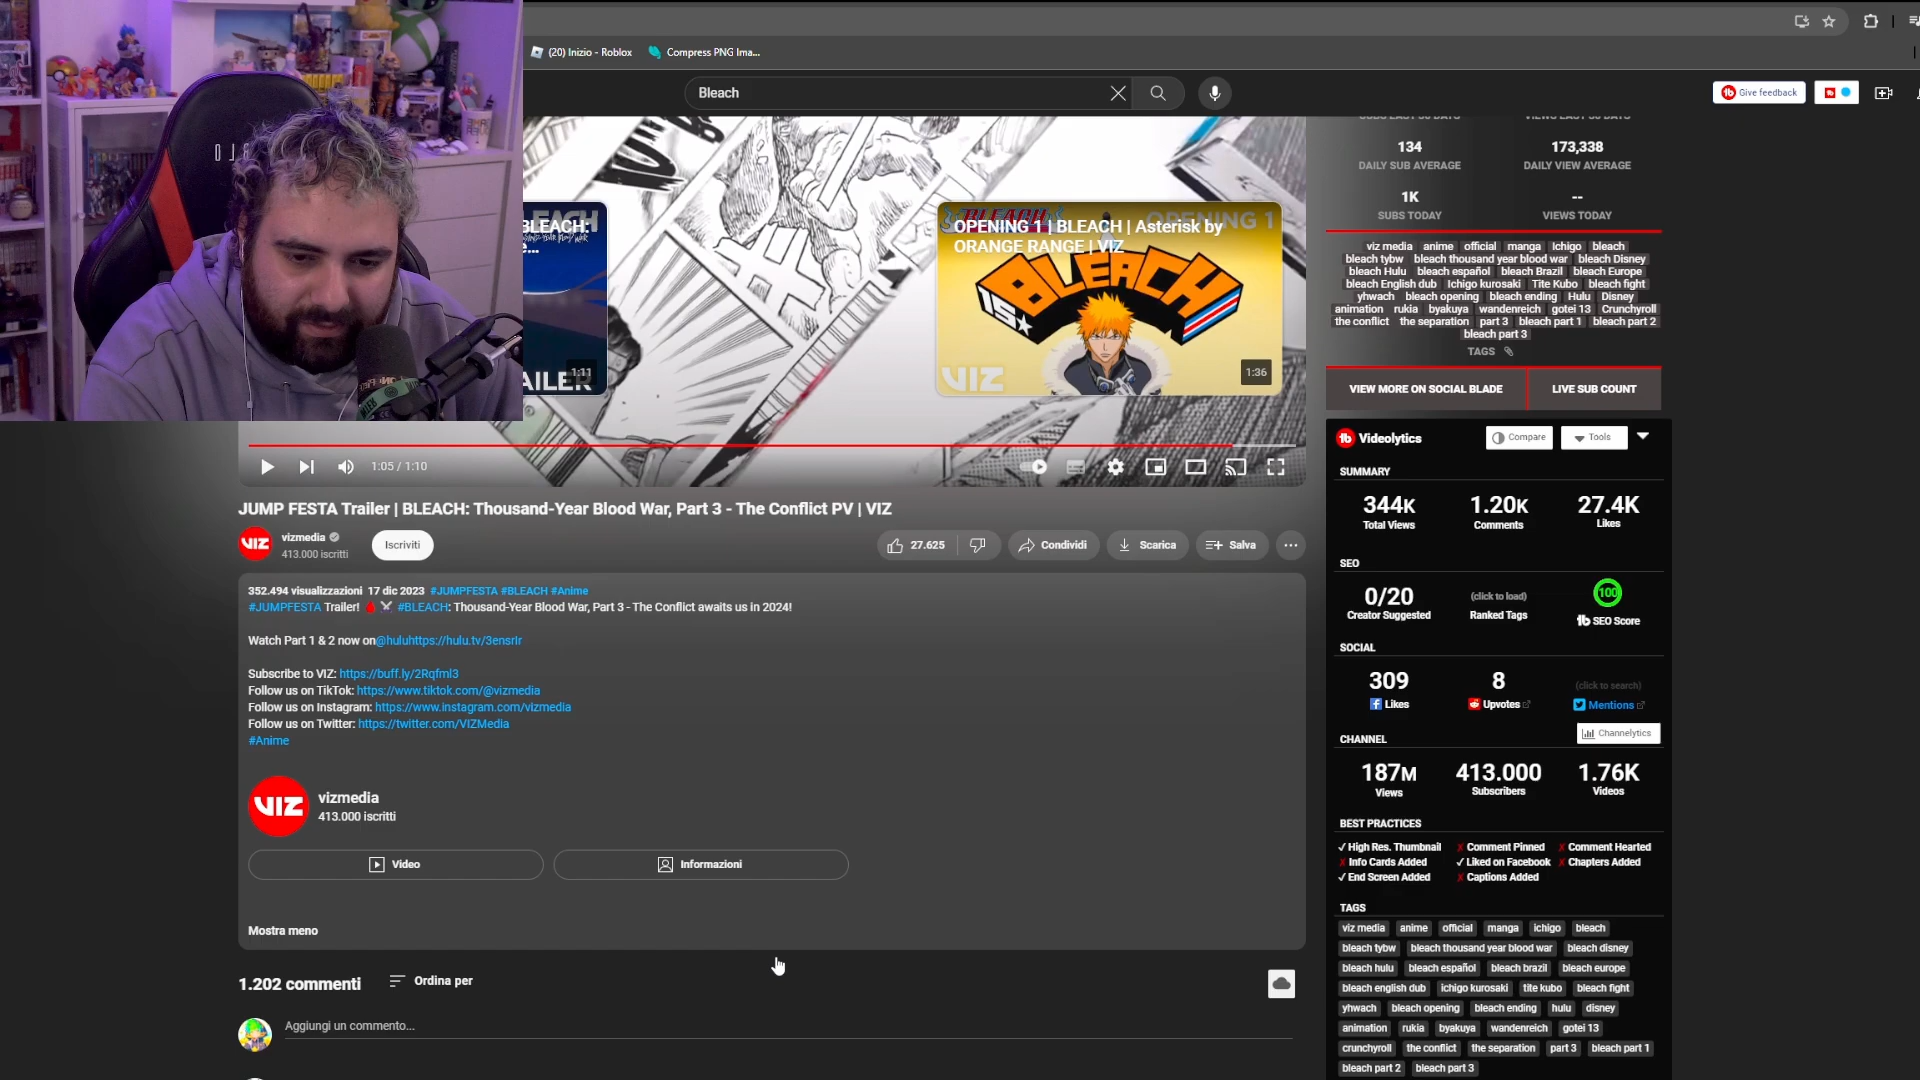 (20) Inizio - Roblox
Compress PNG Ima...
Bleach
Give feedback
134
DAILY SUB AVERAGE
173,338
DAILY VIEW AVERAGE
1K
SUBS TODAY
--
VIEWS TODAY
viz media anime official manga Ichigo bleach
bleach tybw bleach thousand year blood war bleach Disney
bleach Hulu bleach español bleach Brazil bleach Europe
bleach English dub Ichigo kurosaki Tite Kubo bleach fight
yhwach bleach opening bleach ending Hulu Disney
animation rukia byakuya wandenreich gotei 13 Crunchyroll
the conflict the separation part 3 bleach part 1 bleach part 2
bleach part 3
TAGS
VIEW MORE ON SOCIAL BLADE
LIVE SUB COUNT
BLEACH:
1:11
OPENING 1 | BLEACH | Asterisk by
ORANGE RANGE | VIZ
BLEACH
15
VIZ
1:36
1:05 / 1:10
JUMP FESTA Trailer | BLEACH: Thousand-Year Blood War, Part 3 - The Conflict PV | VIZ
VIZ
vizmedia
413.000 iscritti
Iscriviti
27.625
Condividi
Scarica
Salva
352.494 visualizzazioni 17 dic 2023 #JUMPFESTA #BLEACH #Anime
#JUMPFESTA Trailer! 🩸 ⚔ #BLEACH: Thousand-Year Blood War, Part 3 - The Conflict awaits us in 2024!
Watch Part 1 & 2 now on@huluhttps://hulu.tv/3ensrIr
Subscribe to VIZ: https://buff.ly/2Rqfml3
Follow us on TikTok: https://www.tiktok.com/@vizmedia
Follow us on Instagram: https://www.instagram.com/vizmedia
Follow us on Twitter: https://twitter.com/VIZMedia
#Anime
VIZ
vizmedia
413.000 iscritti
Video
Informazioni
Mostra meno
1.202 commenti
Ordina per
Aggiungi un commento...
Videolytics
Compare
Tools
SUMMARY
344K
Total Views
1.20K
Comments
27.4K
Likes
SEO
0/20
Creator Suggested
(click to load)
Ranked Tags
100
SEO Score
SOCIAL
309
Likes
8
Upvotes
(click to search)
Mentions
CHANNEL
Channelytics
187M
Views
413.000
Subscribers
1.76K
Videos
BEST PRACTICES
✓ High Res. Thumbnail ✗ Comment Pinned ✗ Comment Hearted
✗ Info Cards Added ✓ Liked on Facebook ✗ Chapters Added
✓ End Screen Added ✗ Captions Added
TAGS
viz media anime official manga ichigo bleach
bleach tybw bleach thousand year blood war bleach disney
bleach hulu bleach español bleach brazil bleach europe
bleach english dub ichigo kurosaki tite kubo bleach fight
yhwach bleach opening bleach ending hulu disney
animation rukia byakuya wandenreich gotei 13
crunchyroll the conflict the separation part 3 bleach part 1
bleach part 2 bleach part 3